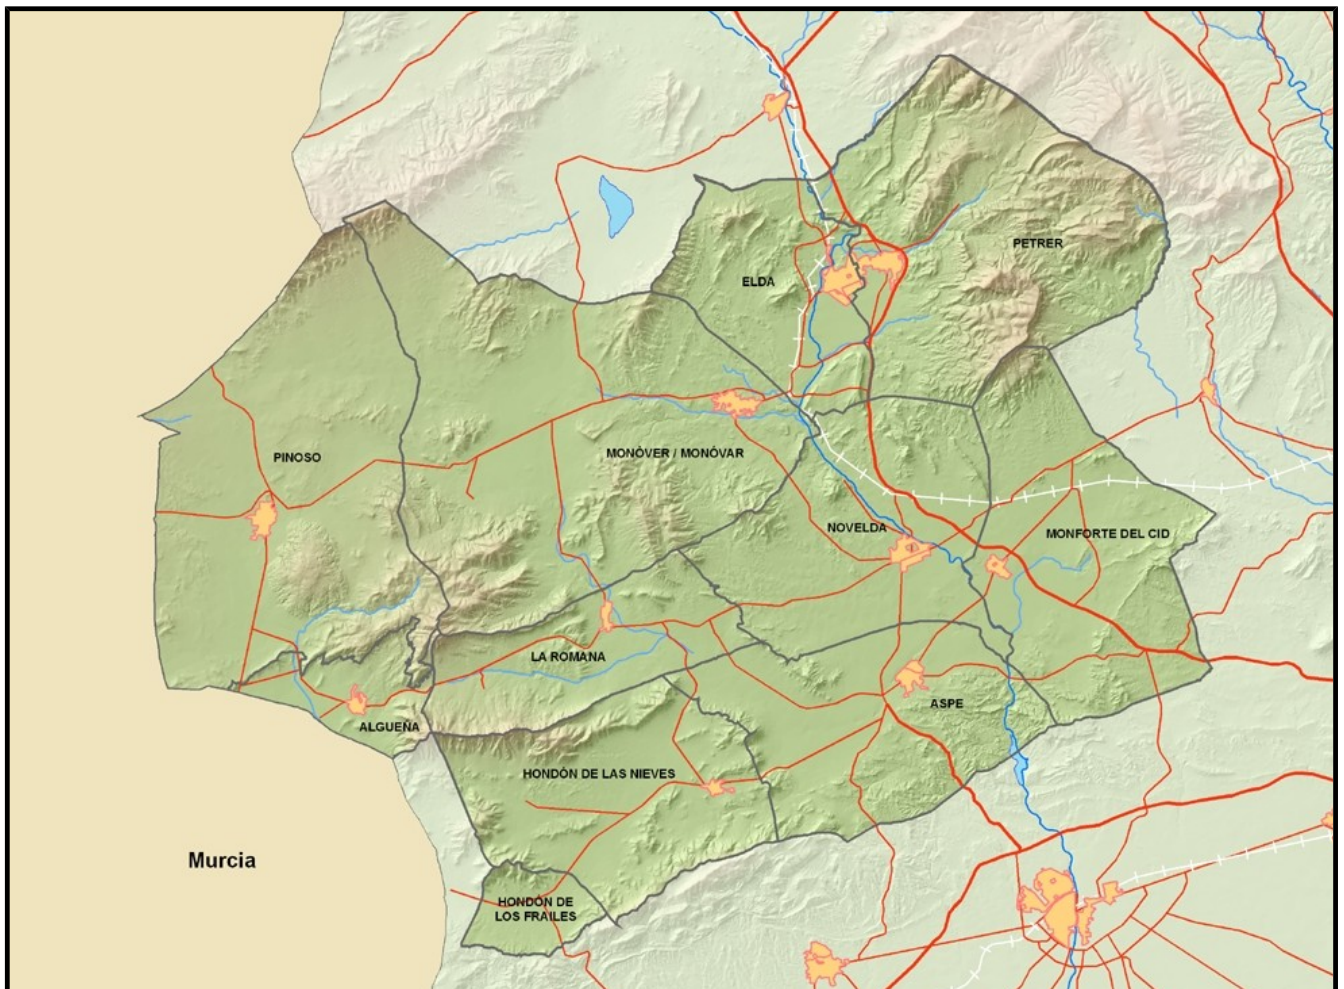 PETRER
ELDA
MONÒVER / MONÓVAR
PINOSO
NOVELDA
MONFORTE DEL CID
LA ROMANA
ASPE
ALGUEÑA
HONDÓN DE LAS NIEVES
Murcia
HONDÓN DE
LOS FRAILES